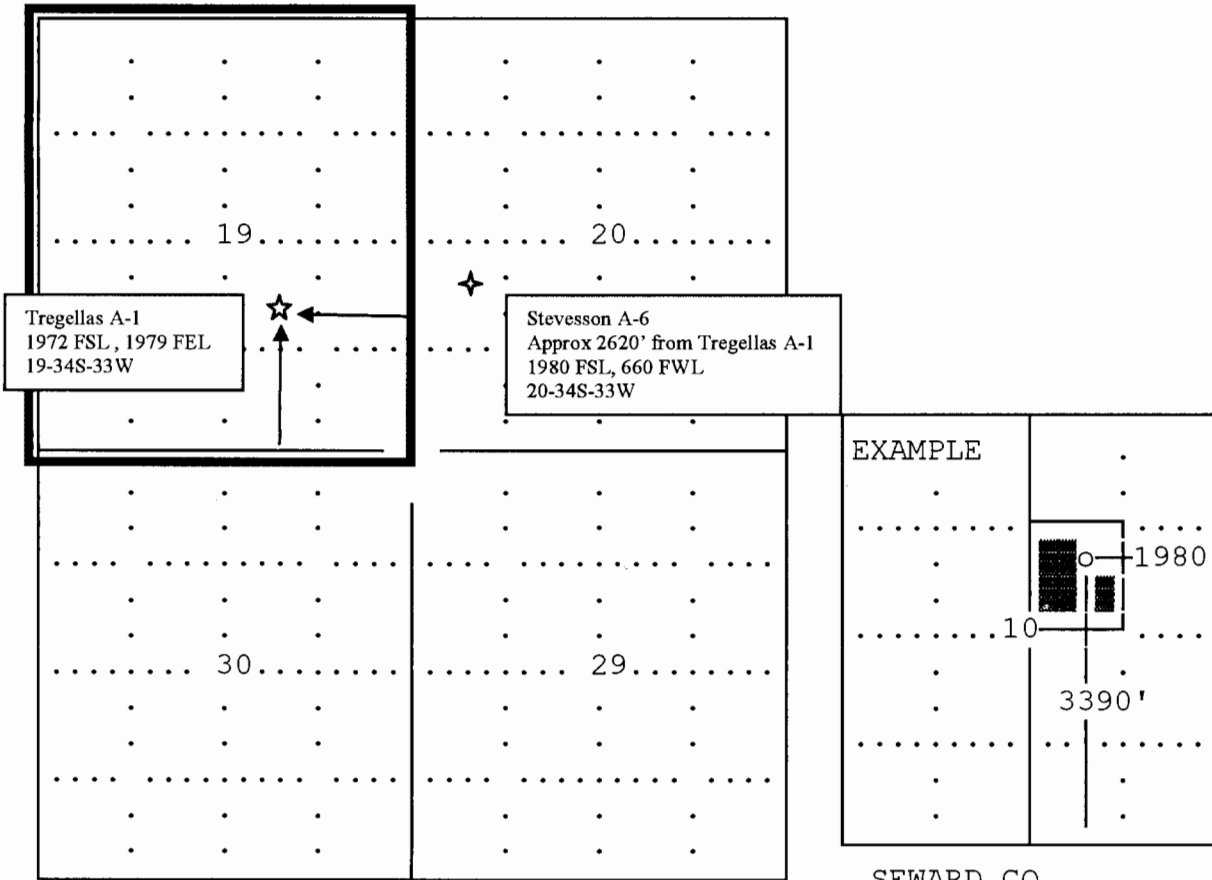 19
20
Tregellas A-1
1972 FSL , 1979 FEL
19-34S-33W
Stevesson A-6
Approx 2620' from Tregellas A-1
1980 FSL, 660 FWL
20-34S-33W
30
29
EXAMPLE
1980
10
3390'
SEWARD CO